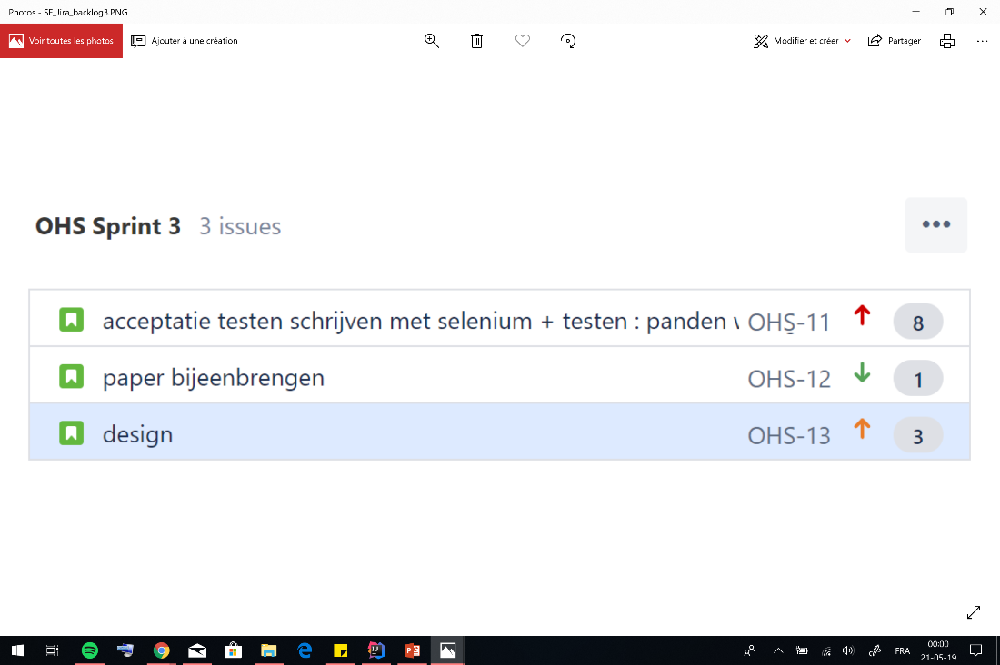 Photos - SE_Jira_backlog3.PNG
Voir toutes les photos Ajouter à une création Modifier et créer Partager
OHS Sprint 3 3 issues
acceptatie testen schrijven met selenium + testen : panden OHS-11 8
paper bijeenbrengen OHS-12 1
design OHS-13 3
FRA 00:00
21-05-19